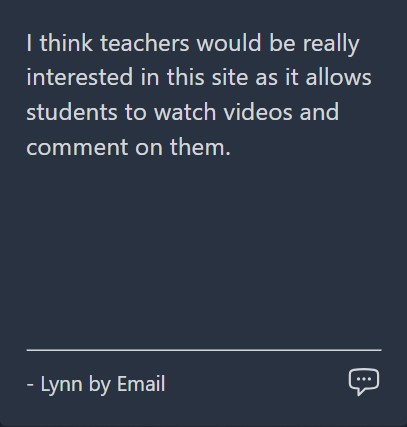 I think teachers would be really
interested in this site as it allows
students to watch videos and
comment on them.
- Lynn by Email